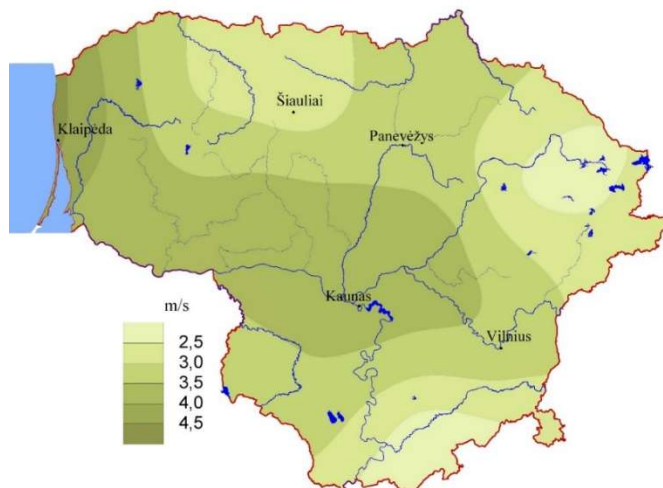 Šiauliai
Klaipėda
Panevėžys
Kaunas
Vilnius
m/s
2,5
3,0
3,5
4,0
4,5